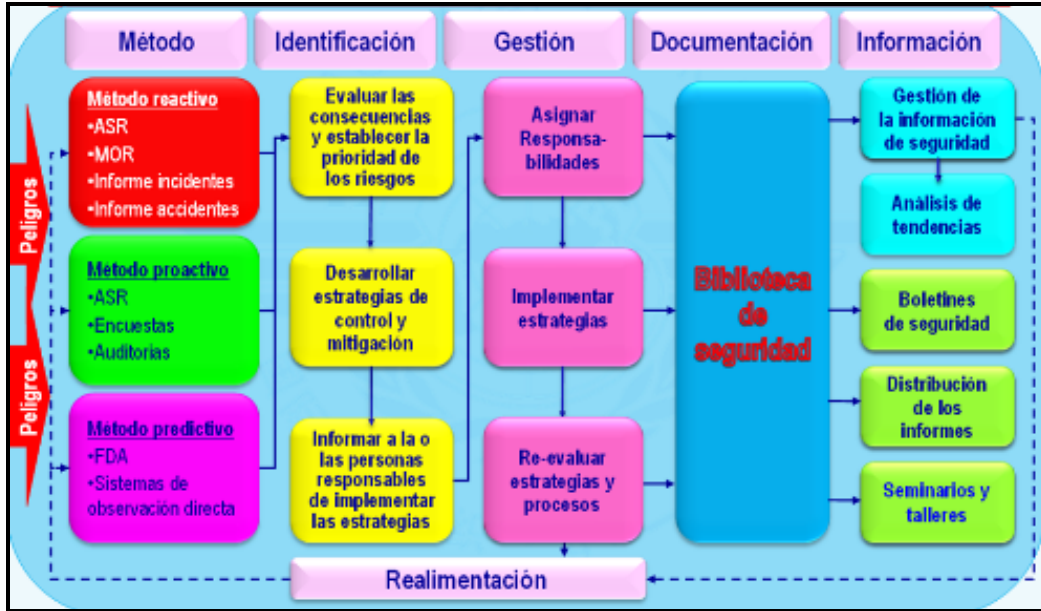 Método
Identificación
Gestión
Documentación
Información
Peligros
Peligros
Método reactivo
•ASR
•MOR
•Informe incidentes
•Informe accidentes
Método proactivo
•ASR
•Encuestas
•Auditorias
Método predictivo
•FDA
•Sistemas de
observación directa
Evaluar las
consecuencias
y establecer la
prioridad de
los riesgos
Desarrollar
estrategias de
control y
mitigación
Informar a la o
las personas
responsables
de implementar
las estrategias
Asignar
Responsa-
bilidades
Implementar
estrategias
Re-evaluar
estrategias y
procesos
Biblioteca
de
seguridad
Gestión de
la información
de seguridad
Análisis de
tendencias
Boletines
de seguridad
Distribución
de los
informes
Seminarios y
talleres
Realimentación